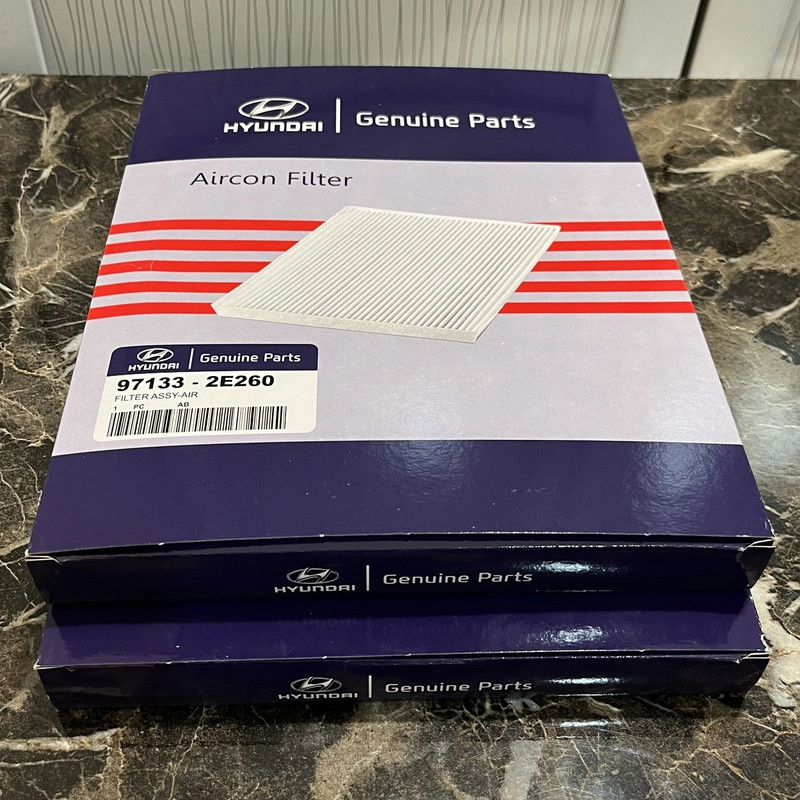 HYUNDAI | Genuine Parts
Aircon Filter
HYUNDAI | Genuine Parts
97133 - 2E260
FILTER ASSY-AIR
1 PC AB
HYUNDAI | Genuine Parts
HYUNDAI | Genuine Parts